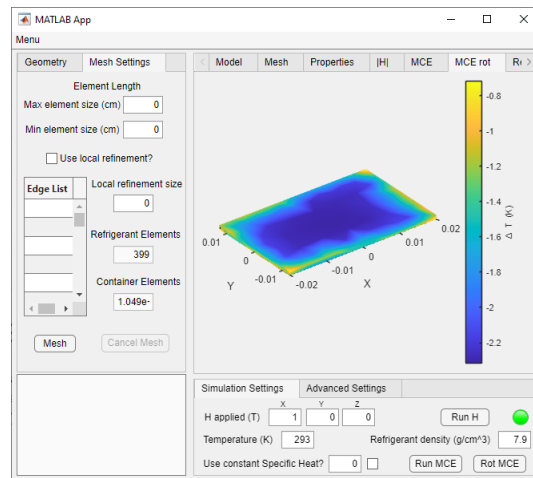 MATLAB App
Menu
Geometry Mesh Settings
Element Length
Max element size (cm) 0
Min element size (cm) 0
Use local refinement?
Edge List
Local refinement size
0
Refrigerant Elements
399
Container Elements
1.049e-
Mesh Cancel Mesh
Model Mesh Properties |H| MCE MCE rot
-0.8
-1
-1.2
-1.4
-1.6
-1.8
-2
-2.2
Δ T (K)
0.01
0
-0.01
Y
-0.02
-0.01
0
0.01
0.02
X
Simulation Settings Advanced Settings
X Y Z
H applied (T) 1 0 0 Run H
Temperature (K) 293 Refrigerant density (g/cm^3) 7.9
Use constant Specific Heat? 0 Run MCE Rot MCE